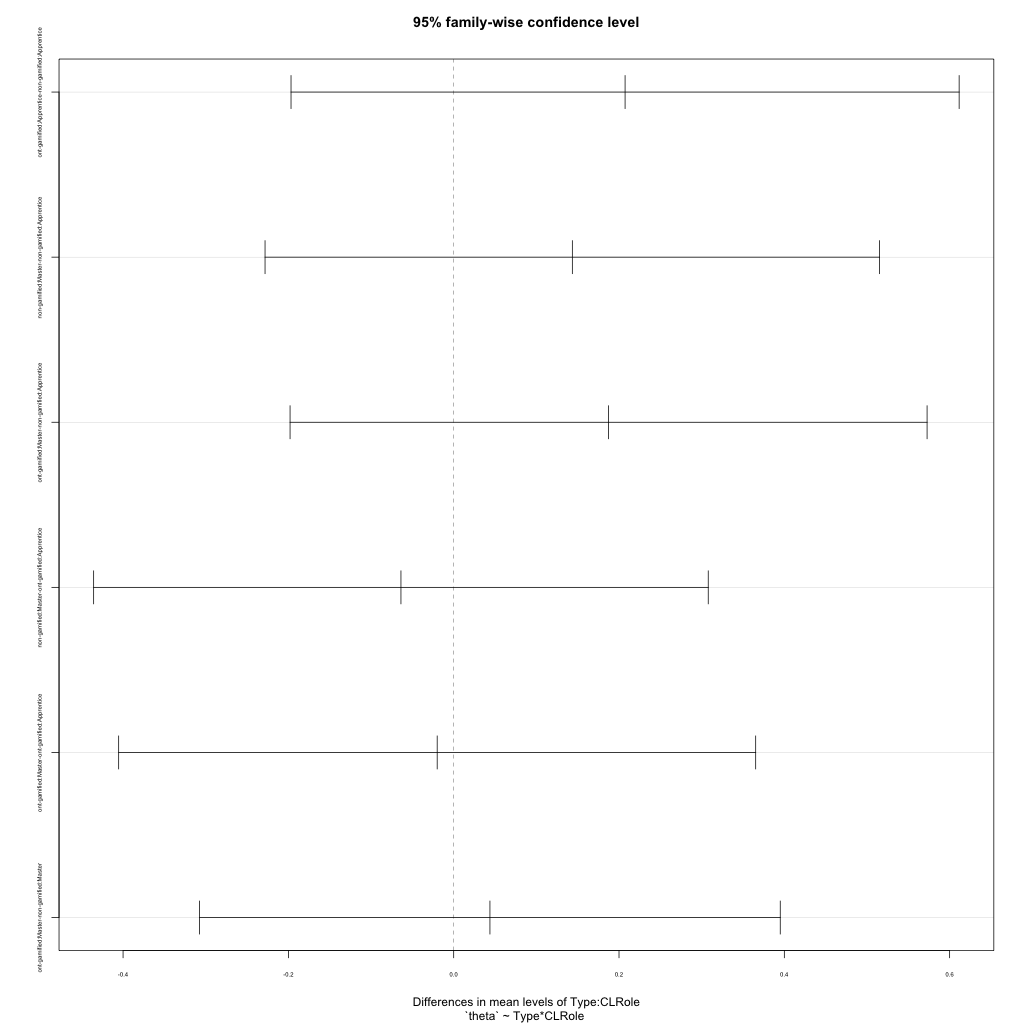 95% family-wise confidence level
ont-gamified:Apprentice-non-gamified:Apprentice
non-gamified:Master-non-gamified:Apprentice
ont-gamified:Master-non-gamified:Apprentice
non-gamified:Master-ont-gamified:Apprentice
ont-gamified:Master-ont-gamified:Apprentice
ont-gamified:Master-non-gamified:Master
-0.4 -0.2 0.0 0.2 0.4 0.6
Differences in mean levels of Type:CLRole
`theta` ~ Type*CLRole